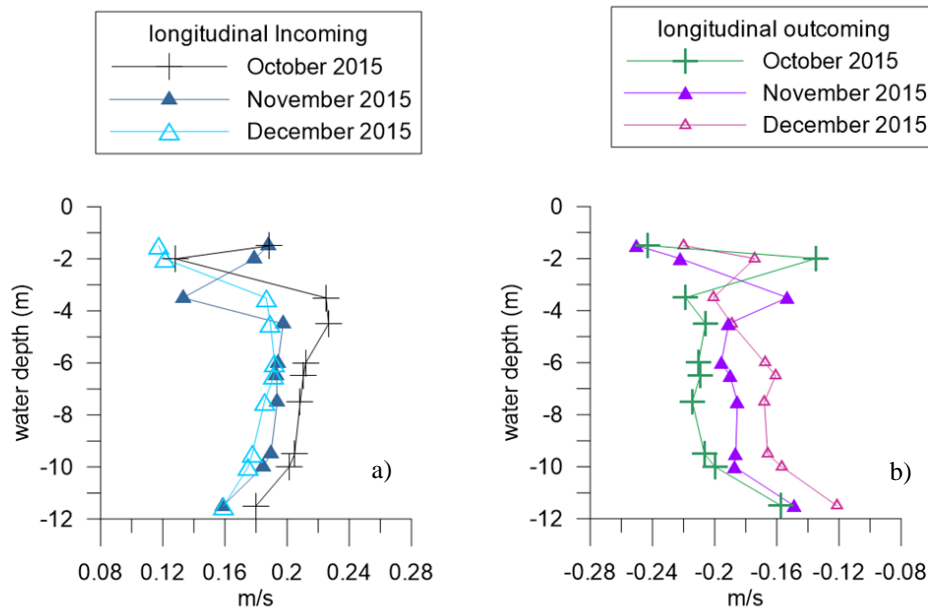 longitudinal Incoming
October 2015
November 2015
December 2015
longitudinal outcoming
October 2015
November 2015
December 2015
0
-2
-4
-6
-8
-10
-12
water depth (m)
0.08 0.12 0.16 0.2 0.24 0.28
m/s
a)
0
-2
-4
-6
-8
-10
-12
water depth (m)
-0.28 -0.24 -0.2 -0.16 -0.12 -0.08
m/s
b)